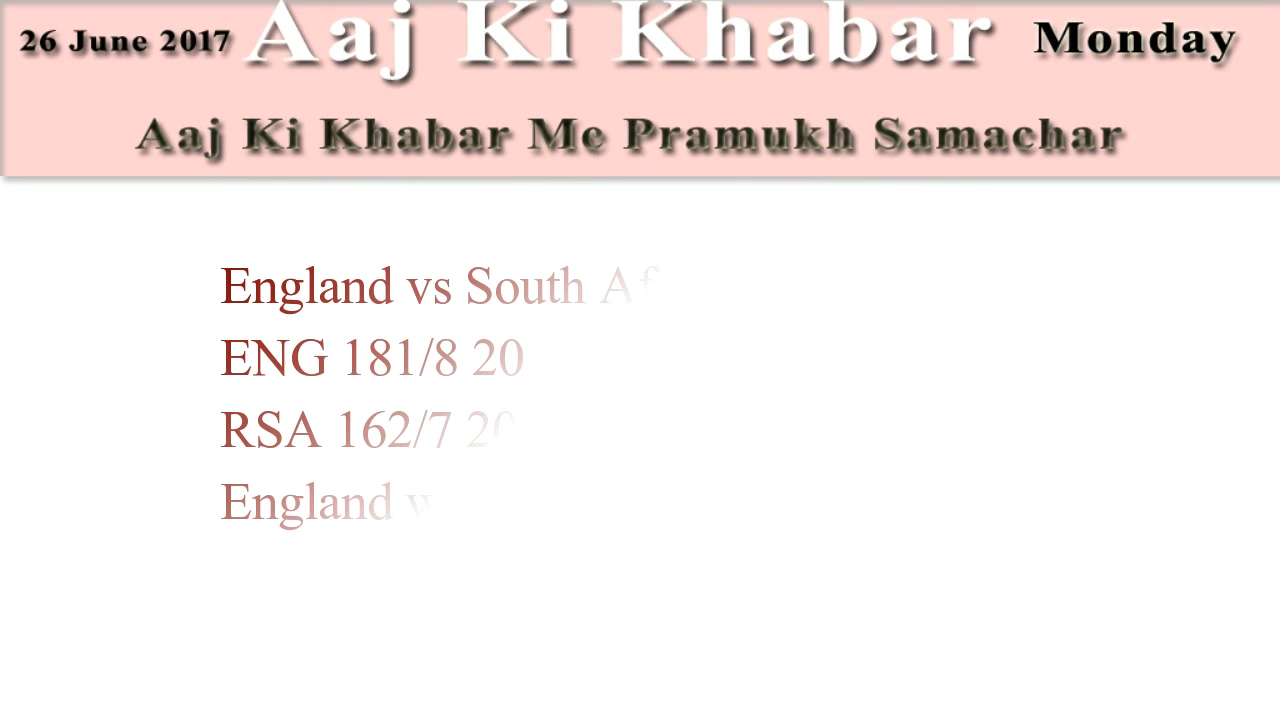 26 June 2017 Aaj Ki Khabar Monday
Aaj Ki Khabar Me Pramukh Samachar
England vs South
ENG 181/8 20
RSA 162/7 20
England